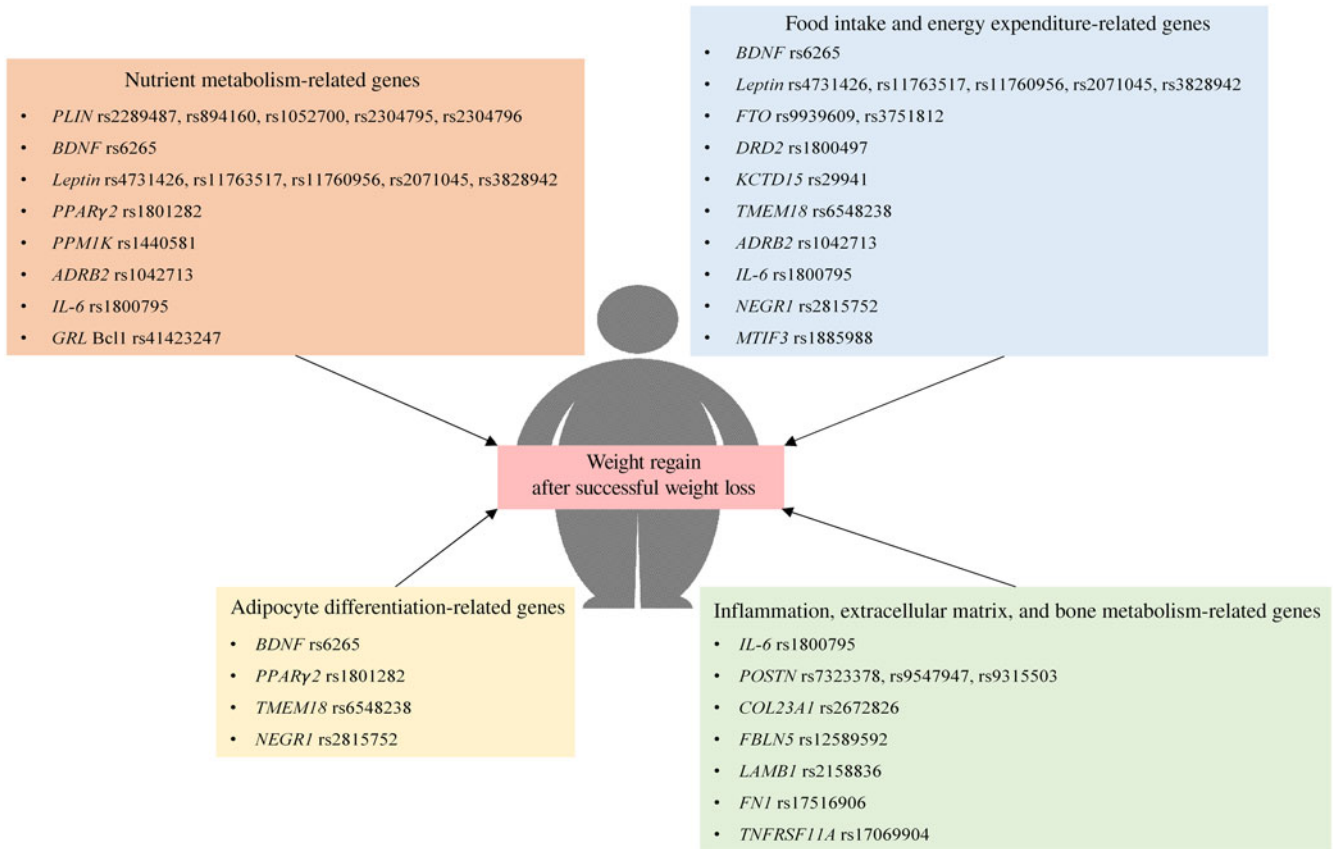 Nutrient metabolism-related genes
• PLIN rs2289487, rs894160, rs1052700, rs2304795, rs2304796
• BDNF rs6265
• Leptin rs4731426, rs11763517, rs11760956, rs2071045, rs3828942
• PPARγ2 rs1801282
• PPM1K rs1440581
• ADRB2 rs1042713
• IL-6 rs1800795
• GRL Bcl1 rs41423247
Food intake and energy expenditure-related genes
• BDNF rs6265
• Leptin rs4731426, rs11763517, rs11760956, rs2071045, rs3828942
• FTO rs9939609, rs3751812
• DRD2 rs1800497
• KCTD15 rs29941
• TMEM18 rs6548238
• ADRB2 rs1042713
• IL-6 rs1800795
• NEGR1 rs2815752
• MTIF3 rs1885988
Weight regain
after successful weight loss
Adipocyte differentiation-related genes
• BDNF rs6265
• PPARγ2 rs1801282
• TMEM18 rs6548238
• NEGR1 rs2815752
Inflammation, extracellular matrix, and bone metabolism-related genes
• IL-6 rs1800795
• POSTN rs7323378, rs9547947, rs9315503
• COL23A1 rs2672826
• FBLN5 rs12589592
• LAMB1 rs2158836
• FN1 rs17516906
• TNFRSF11A rs17069904